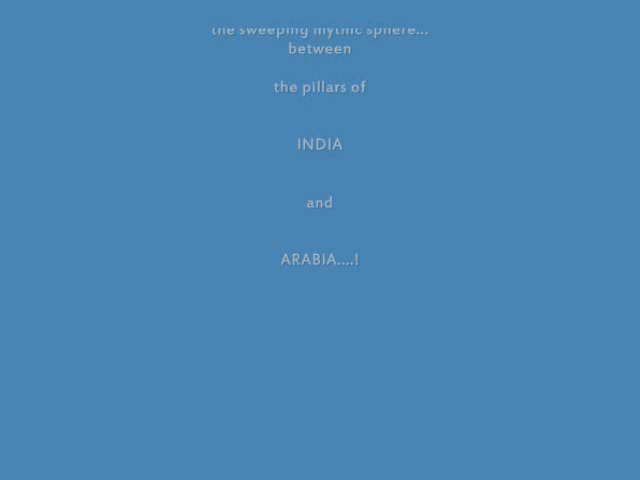 the sweeping mythic sphere...
between
the pillars of
INDIA
and
ARABIA....!